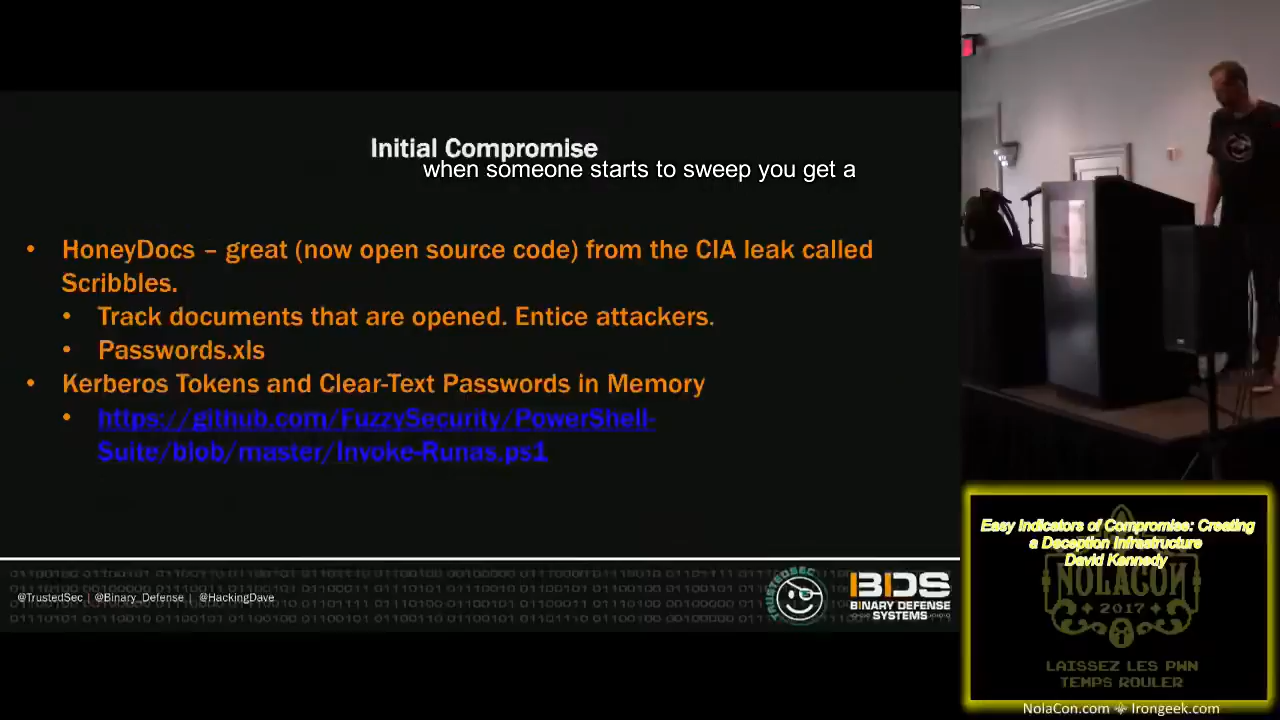 Initial Compromise
when someone starts to sweep you get a
• HoneyDocs – great (now open source code) from the CIA leak called
Scribbles.
• Track documents that are opened. Entice attackers.
• Passwords.xls
• Kerberos Tokens and Clear-Text Passwords in Memory
• https://github.com/FuzzySecurity/PowerShell-
Suite/blob/master/Invoke-Runas.ps1
@TrustedSec | @Binary_Defense | @HackingDave
TRUSTEDSEC
BDS
BINARY DEFENSE
SYSTEMS
Easy Indicators of Compromise: Creating
a Deception Infrastructure
David Kennedy
NOLACON
2017
LAISSEZ LES PWN
TEMPS ROULER
NolaCon.com Irongeek.com